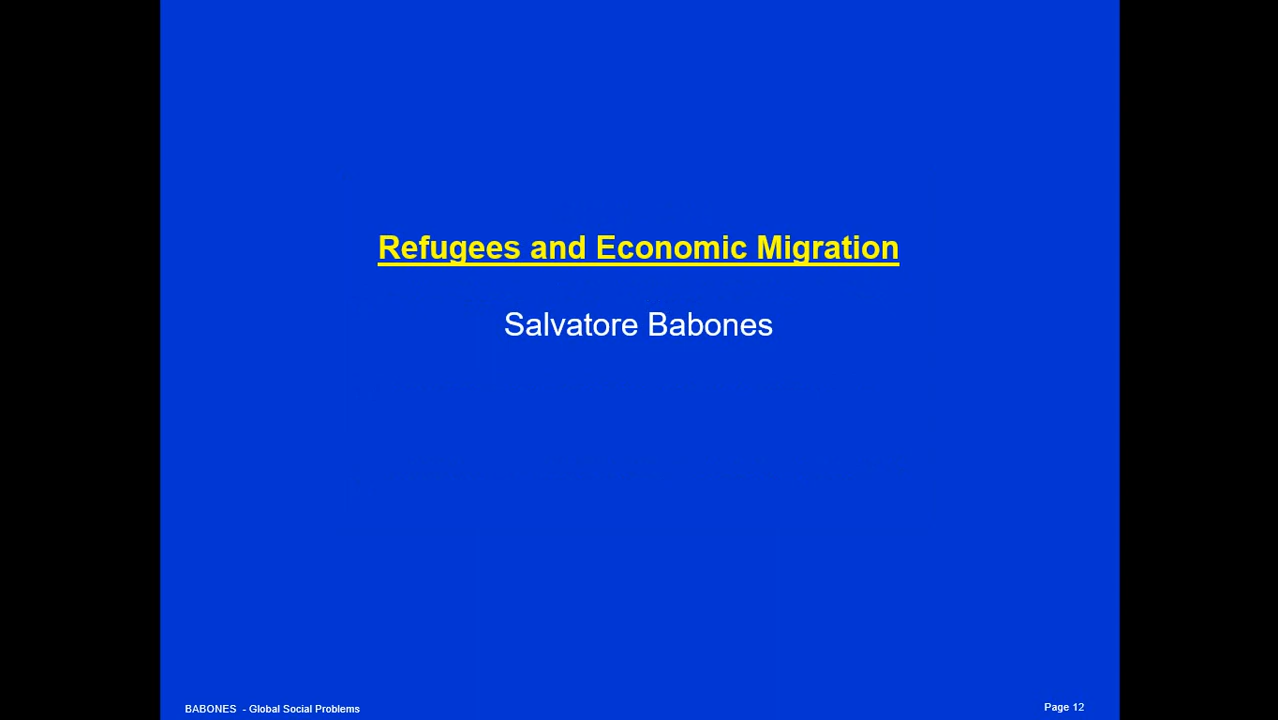 Refugees and Economic Migration
Salvatore Babones
BABONES - Global Social Problems
Page 12